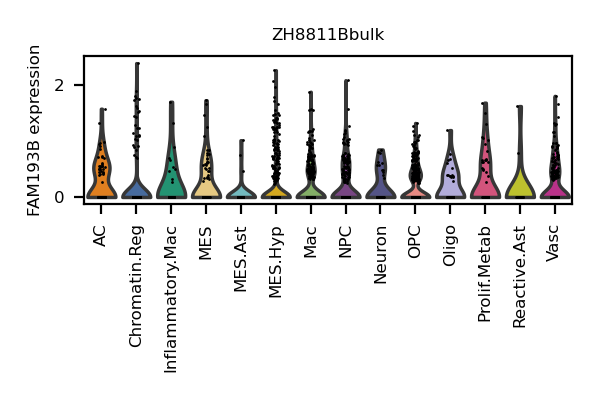 ZH8811Bbulk
FAM193B expression
2
0
AC
Chromatin.Reg
Inflammatory.Mac
MES
MES.Ast
MES.Hyp
Mac
NPC
Neuron
OPC
Oligo
Prolif.Metab
Reactive.Ast
Vasc